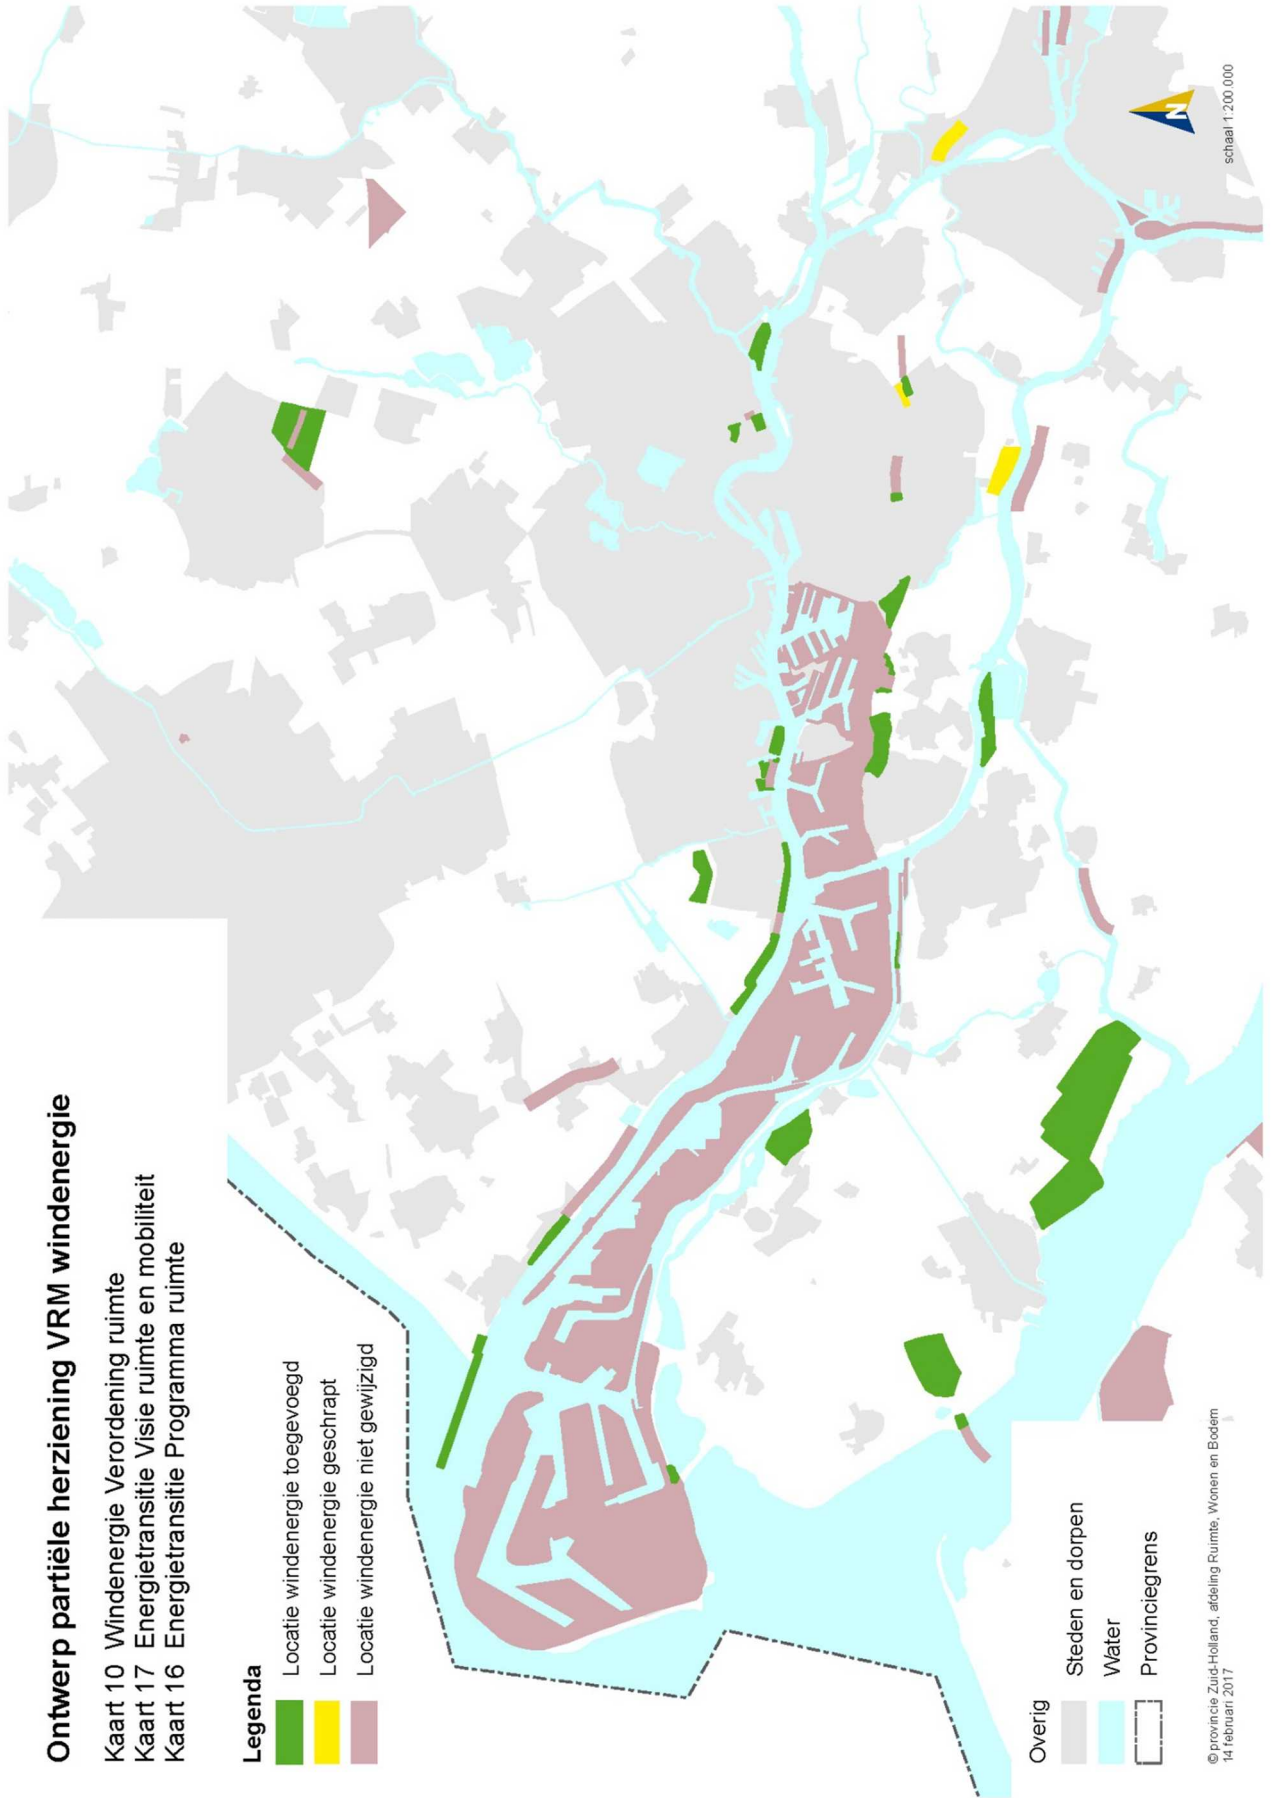 Ontwerp partiële herziening VRM windenergie
Kaart 10 Windenergie Verordening ruimte
Kaart 17 Energietransitie Visie ruimte en mobiliteit
Kaart 16 Energietransitie Programma ruimte
Legenda
Locatie windenergie toegevoegd
Locatie windenergie geschrapt
Locatie windenergie niet gewijzigd
Overig
Steden en dorpen
Water
Provinciegrens
© provincie Zuid-Holland, afdeling Ruimte, Wonen en Bodem
14 februari 2017
N
schaal 1:200.000